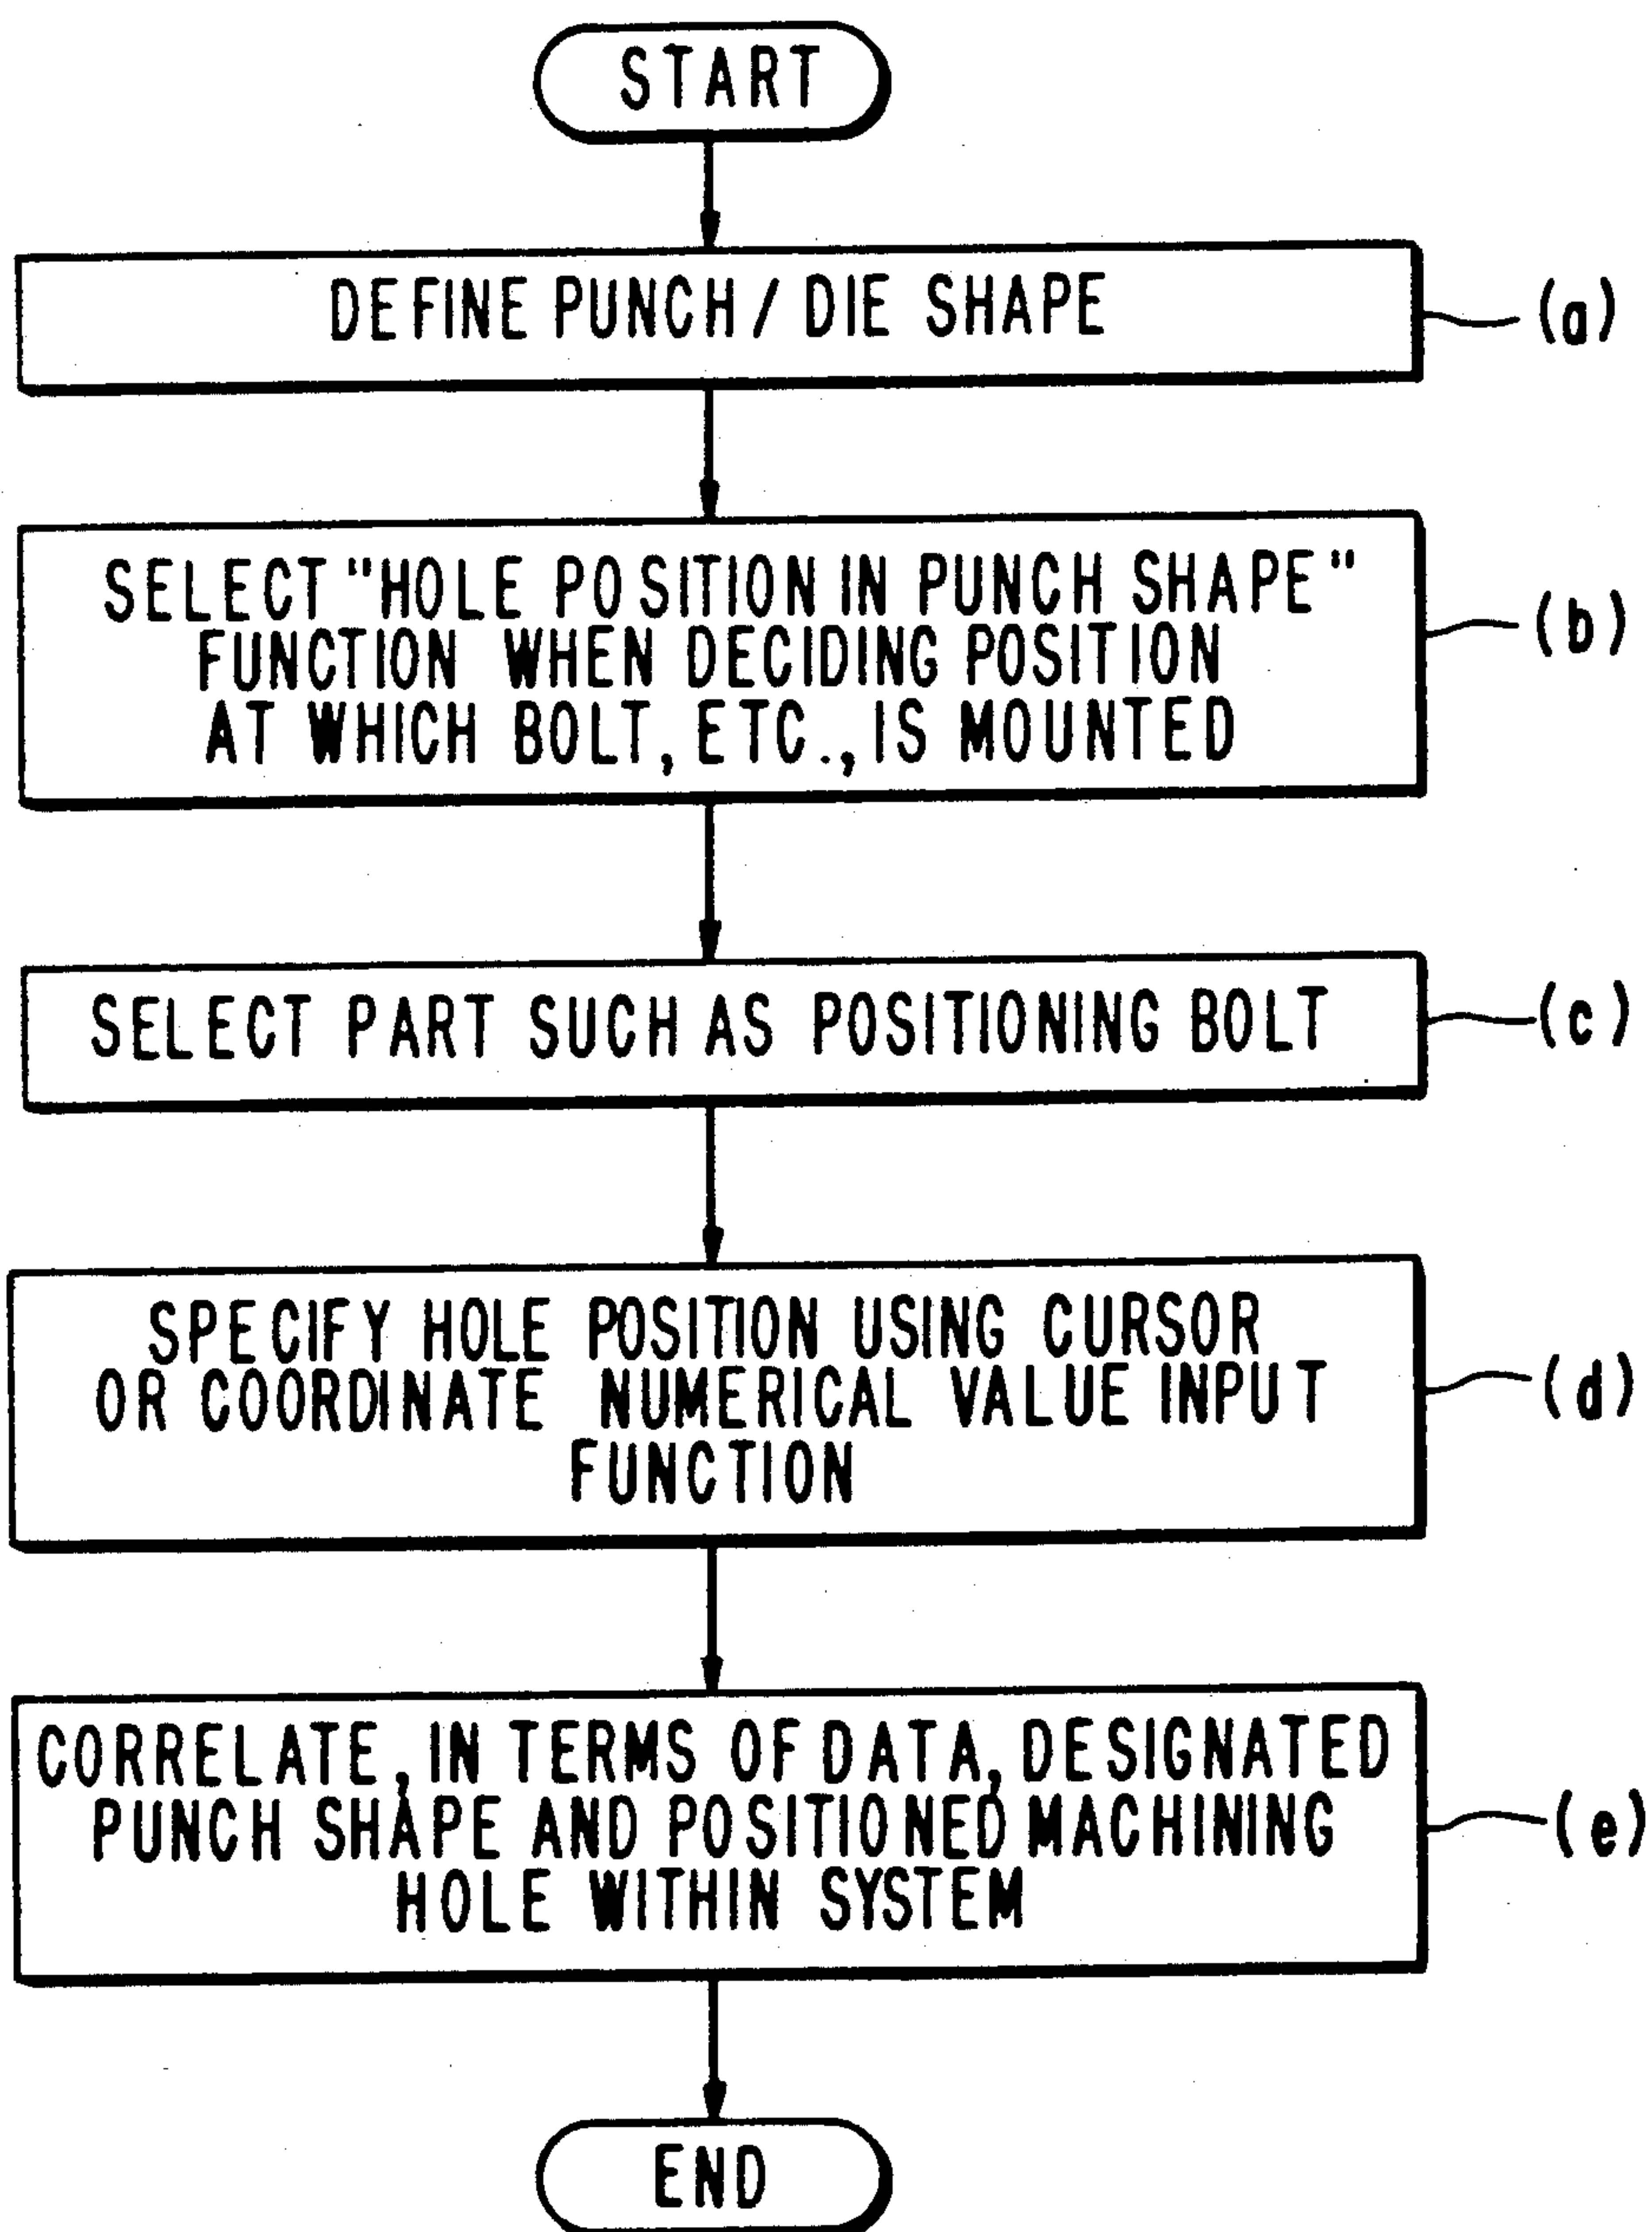 START
DEFINE PUNCH / DIE SHAPE
(a)
SELECT "HOLE POSITION IN PUNCH SHAPE"
FUNCTION WHEN DECIDING POSITION
AT WHICH BOLT, ETC., IS MOUNTED
(b)
SELECT PART SUCH AS POSITIONING BOLT
(c)
SPECIFY HOLE POSITION USING CURSOR
OR COORDINATE NUMERICAL VALUE INPUT
FUNCTION
(d)
CORRELATE, IN TERMS OF DATA, DESIGNATED
PUNCH SHAPE AND POSITIONED MACHINING
HOLE WITHIN SYSTEM
(e)
END